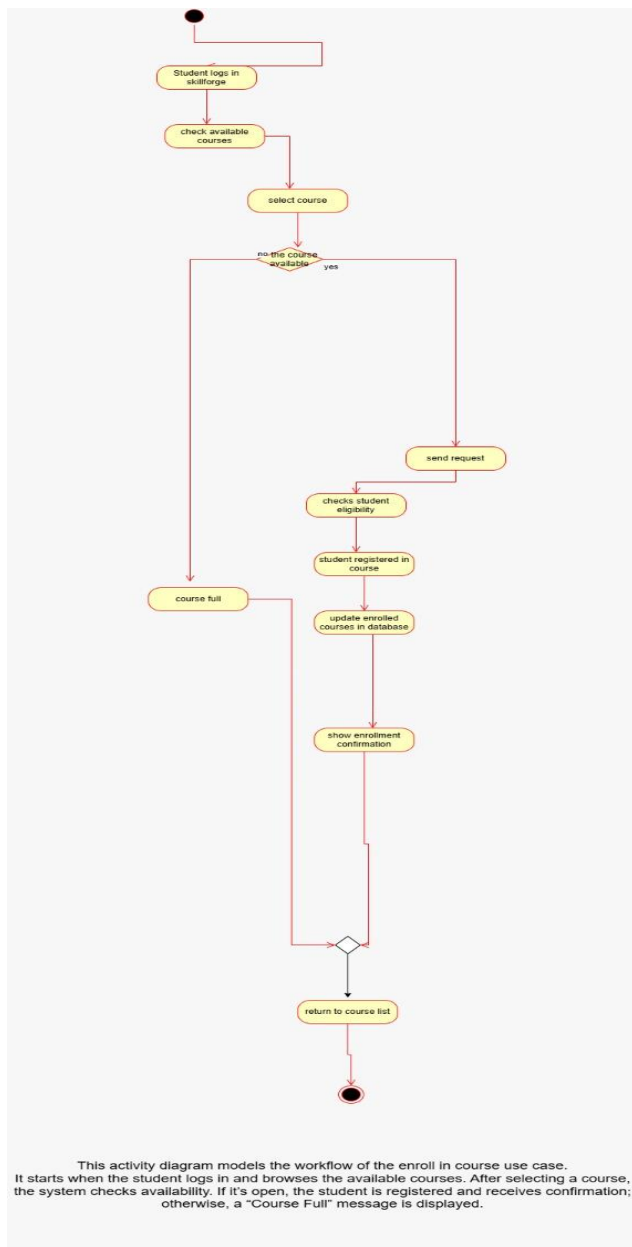 Student logs in
skillforge
check available
courses
select course
no
the course
available
yes
send request
checks student
eligibility
student registered in
course
course full
update enrolled
courses in database
show enrollment
confirmation
return to course list
This activity diagram models the workflow of the enroll in course use case.
It starts when the student logs in and browses the available courses. After selecting a course,
the system checks availability. If it’s open, the student is registered and receives confirmation;
otherwise, a “Course Full” message is displayed.